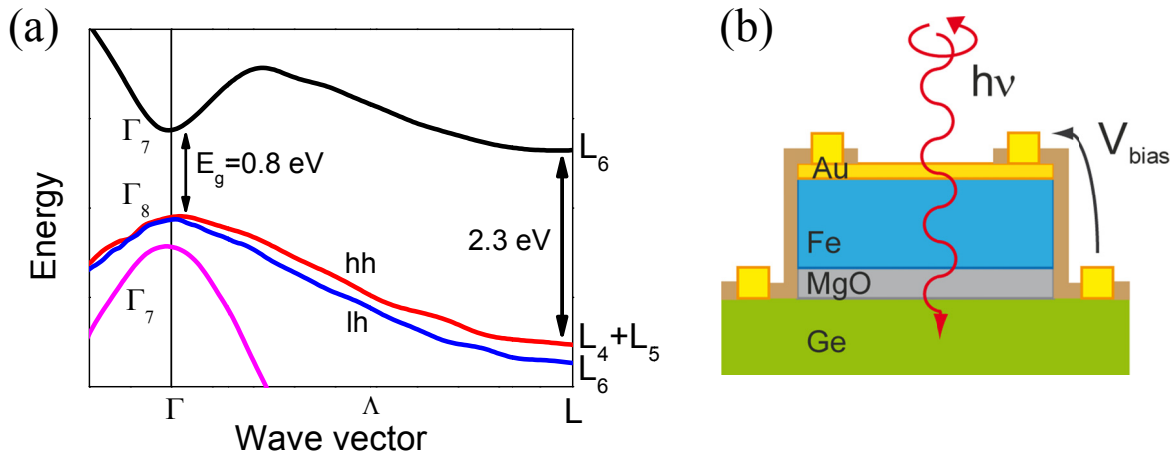 (a)
Energy
Γ7
Γ8
Γ7
Eg=0.8 eV
hh
lh
2.3 eV
L6
L4+L5
L6
Γ
Λ
L
Wave vector
(b)
hν
Vbias
Au
Fe
MgO
Ge